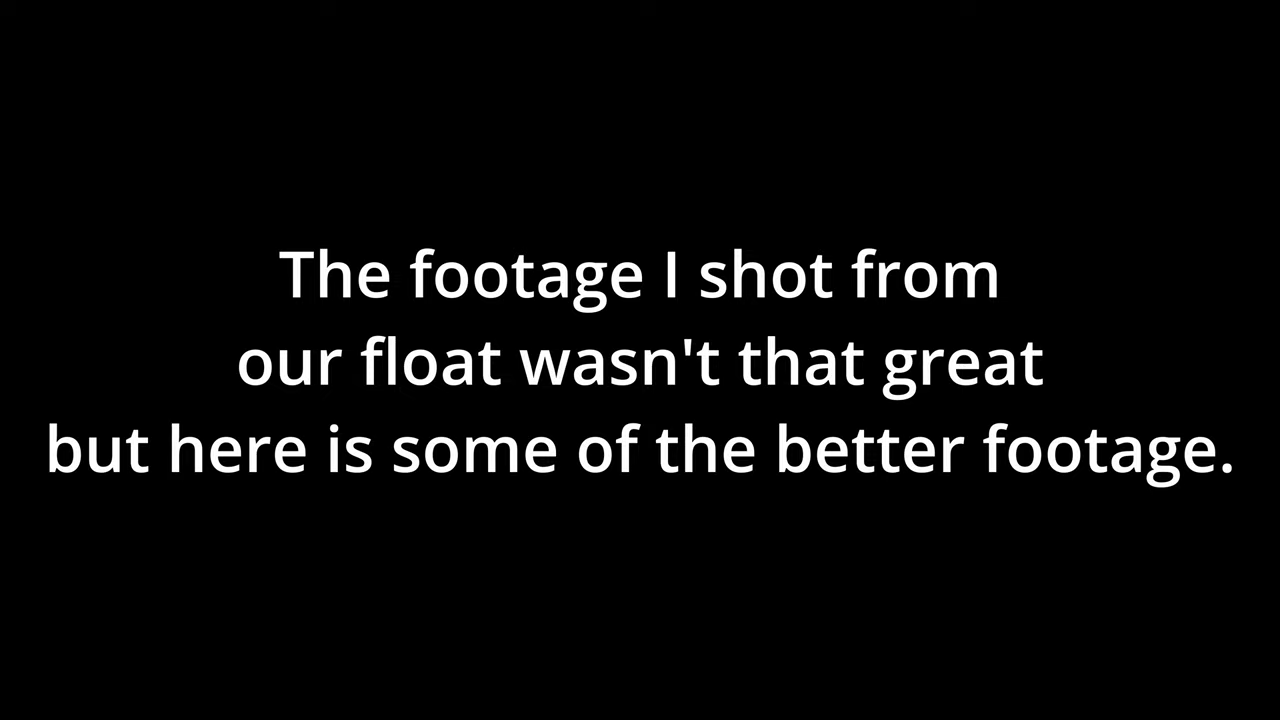 The footage I shot from
our float wasn't that great
but here is some of the better footage.